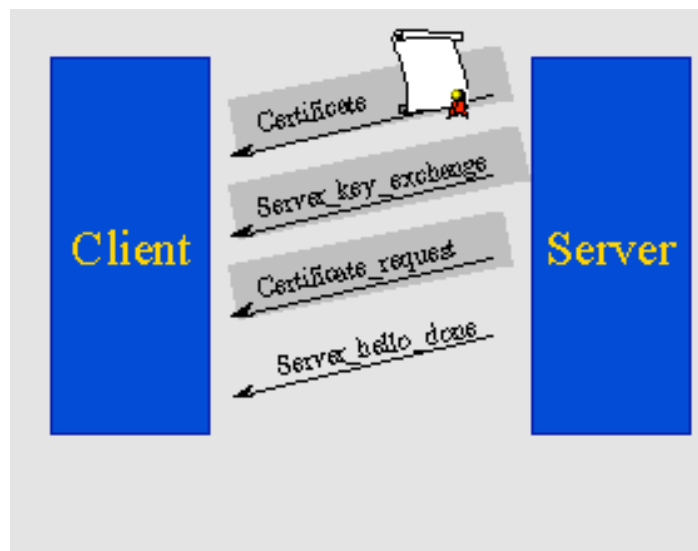 Certificate
Server_key_exchange
Client
Server
Certificate_request
Server_hello_done